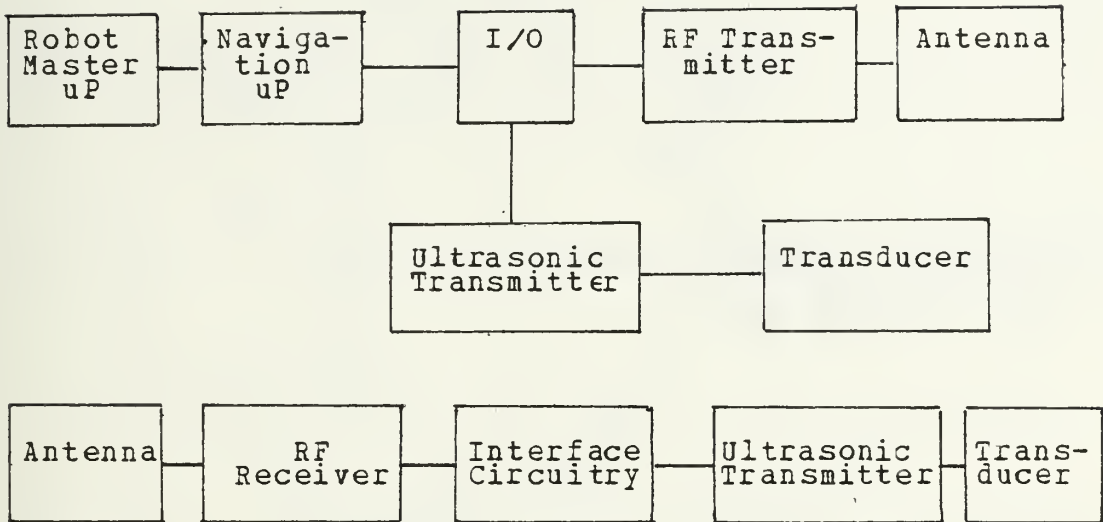 Robot
Master
uP
Naviga-
tion
uP
I/O
RF Trans-
mitter
Antenna
Ultrasonic
Transmitter
Transducer
Antenna
RF
Receiver
Interface
Circuitry
Ultrasonic
Transmitter
Trans-
ducer